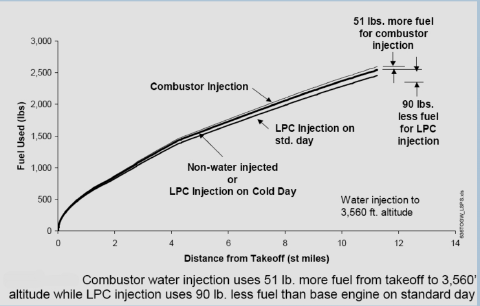 51 lbs. more fuel
for combustor
injection
3,000
2,500
2,000
1,500
1,000
500
0
Fuel Used (lbs)
Combustor Injection
LPC Injection on
std. day
Non-water injected
or
LPC Injection on Cold Day
90 lbs.
less fuel
for LPC
injection
Water injection to
3,560 ft. altitude
0 2 4 6 8 10 12 14
Distance from Takeoff (st miles)
Combustor water injection uses 51 lb. more fuel from takeoff to 3,560'
altitude while LPC injection uses 90 lb. less fuel than base engine on standard day